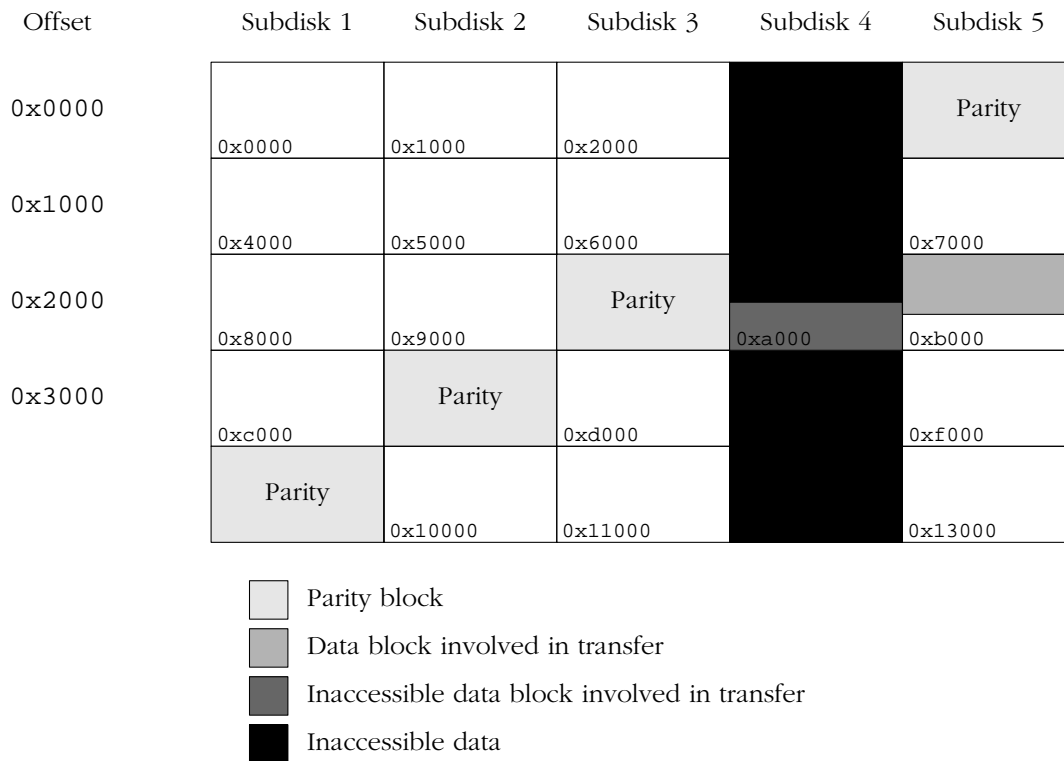 Offset Subdisk 1 Subdisk 2 Subdisk 3 Subdisk 4 Subdisk 5
0x0000 Parity
0x0000 0x1000 0x2000
0x1000
0x4000 0x5000 0x6000 0x7000
0x2000 Parity
0x8000 0x9000 0xa000 0xb000
0x3000 Parity
0xc000 0xd000 0xf000
Parity
0x10000 0x11000 0x13000
Parity block
Data block involved in transfer
Inaccessible data block involved in transfer
Inaccessible data